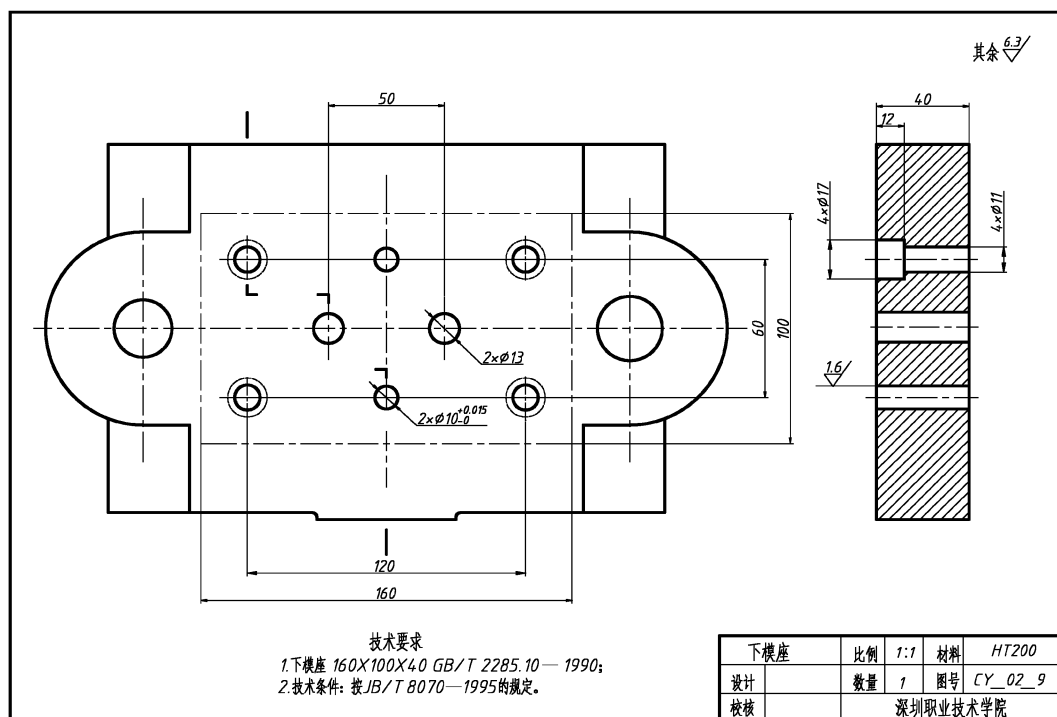 其余 6.3
50
40
12
4×φ17
4×φ11
2×φ13
60
100
2×φ10 +0.015 -0
1.6
120
160
技术要求
1.下模座 160X100X40 GB/T 2285.10—1990;
2.技术条件：按JB/T 8070—1995的规定。
下模座 比例 1:1 材料 HT200
设计 数量 1 图号 CY_02_9
校核 深圳职业技术学院